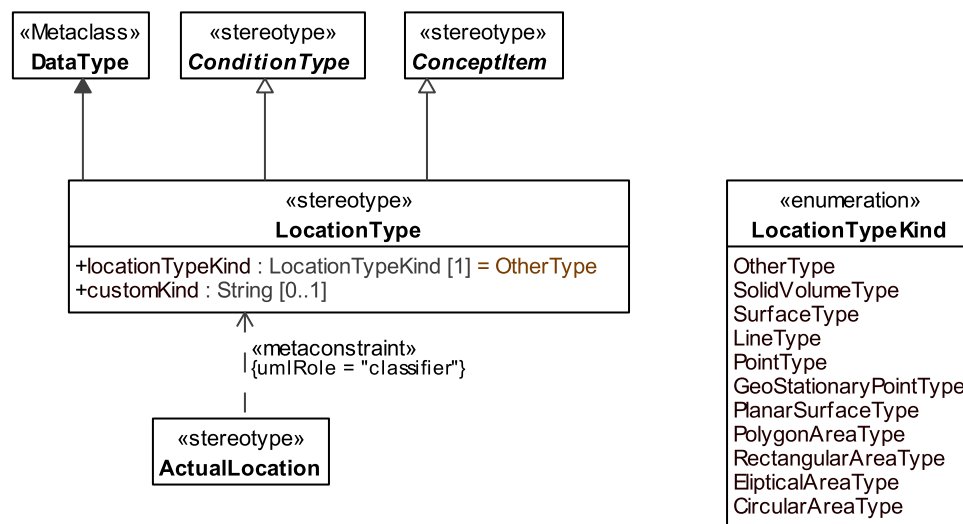 «Metaclass»
DataType
«stereotype»
ConditionType
«stereotype»
ConceptItem
«stereotype»
LocationType
+locationTypeKind : LocationTypeKind [1] = OtherType
+customKind : String [0..1]
«metaconstraint»
{umlRole = "classifier"}
«stereotype»
ActualLocation
«enumeration»
LocationTypeKind
OtherType
SolidVolumeType
SurfaceType
LineType
PointType
GeoStationaryPointType
PlanarSurfaceType
PolygonAreaType
RectangularAreaType
ElipticalAreaType
CircularAreaType